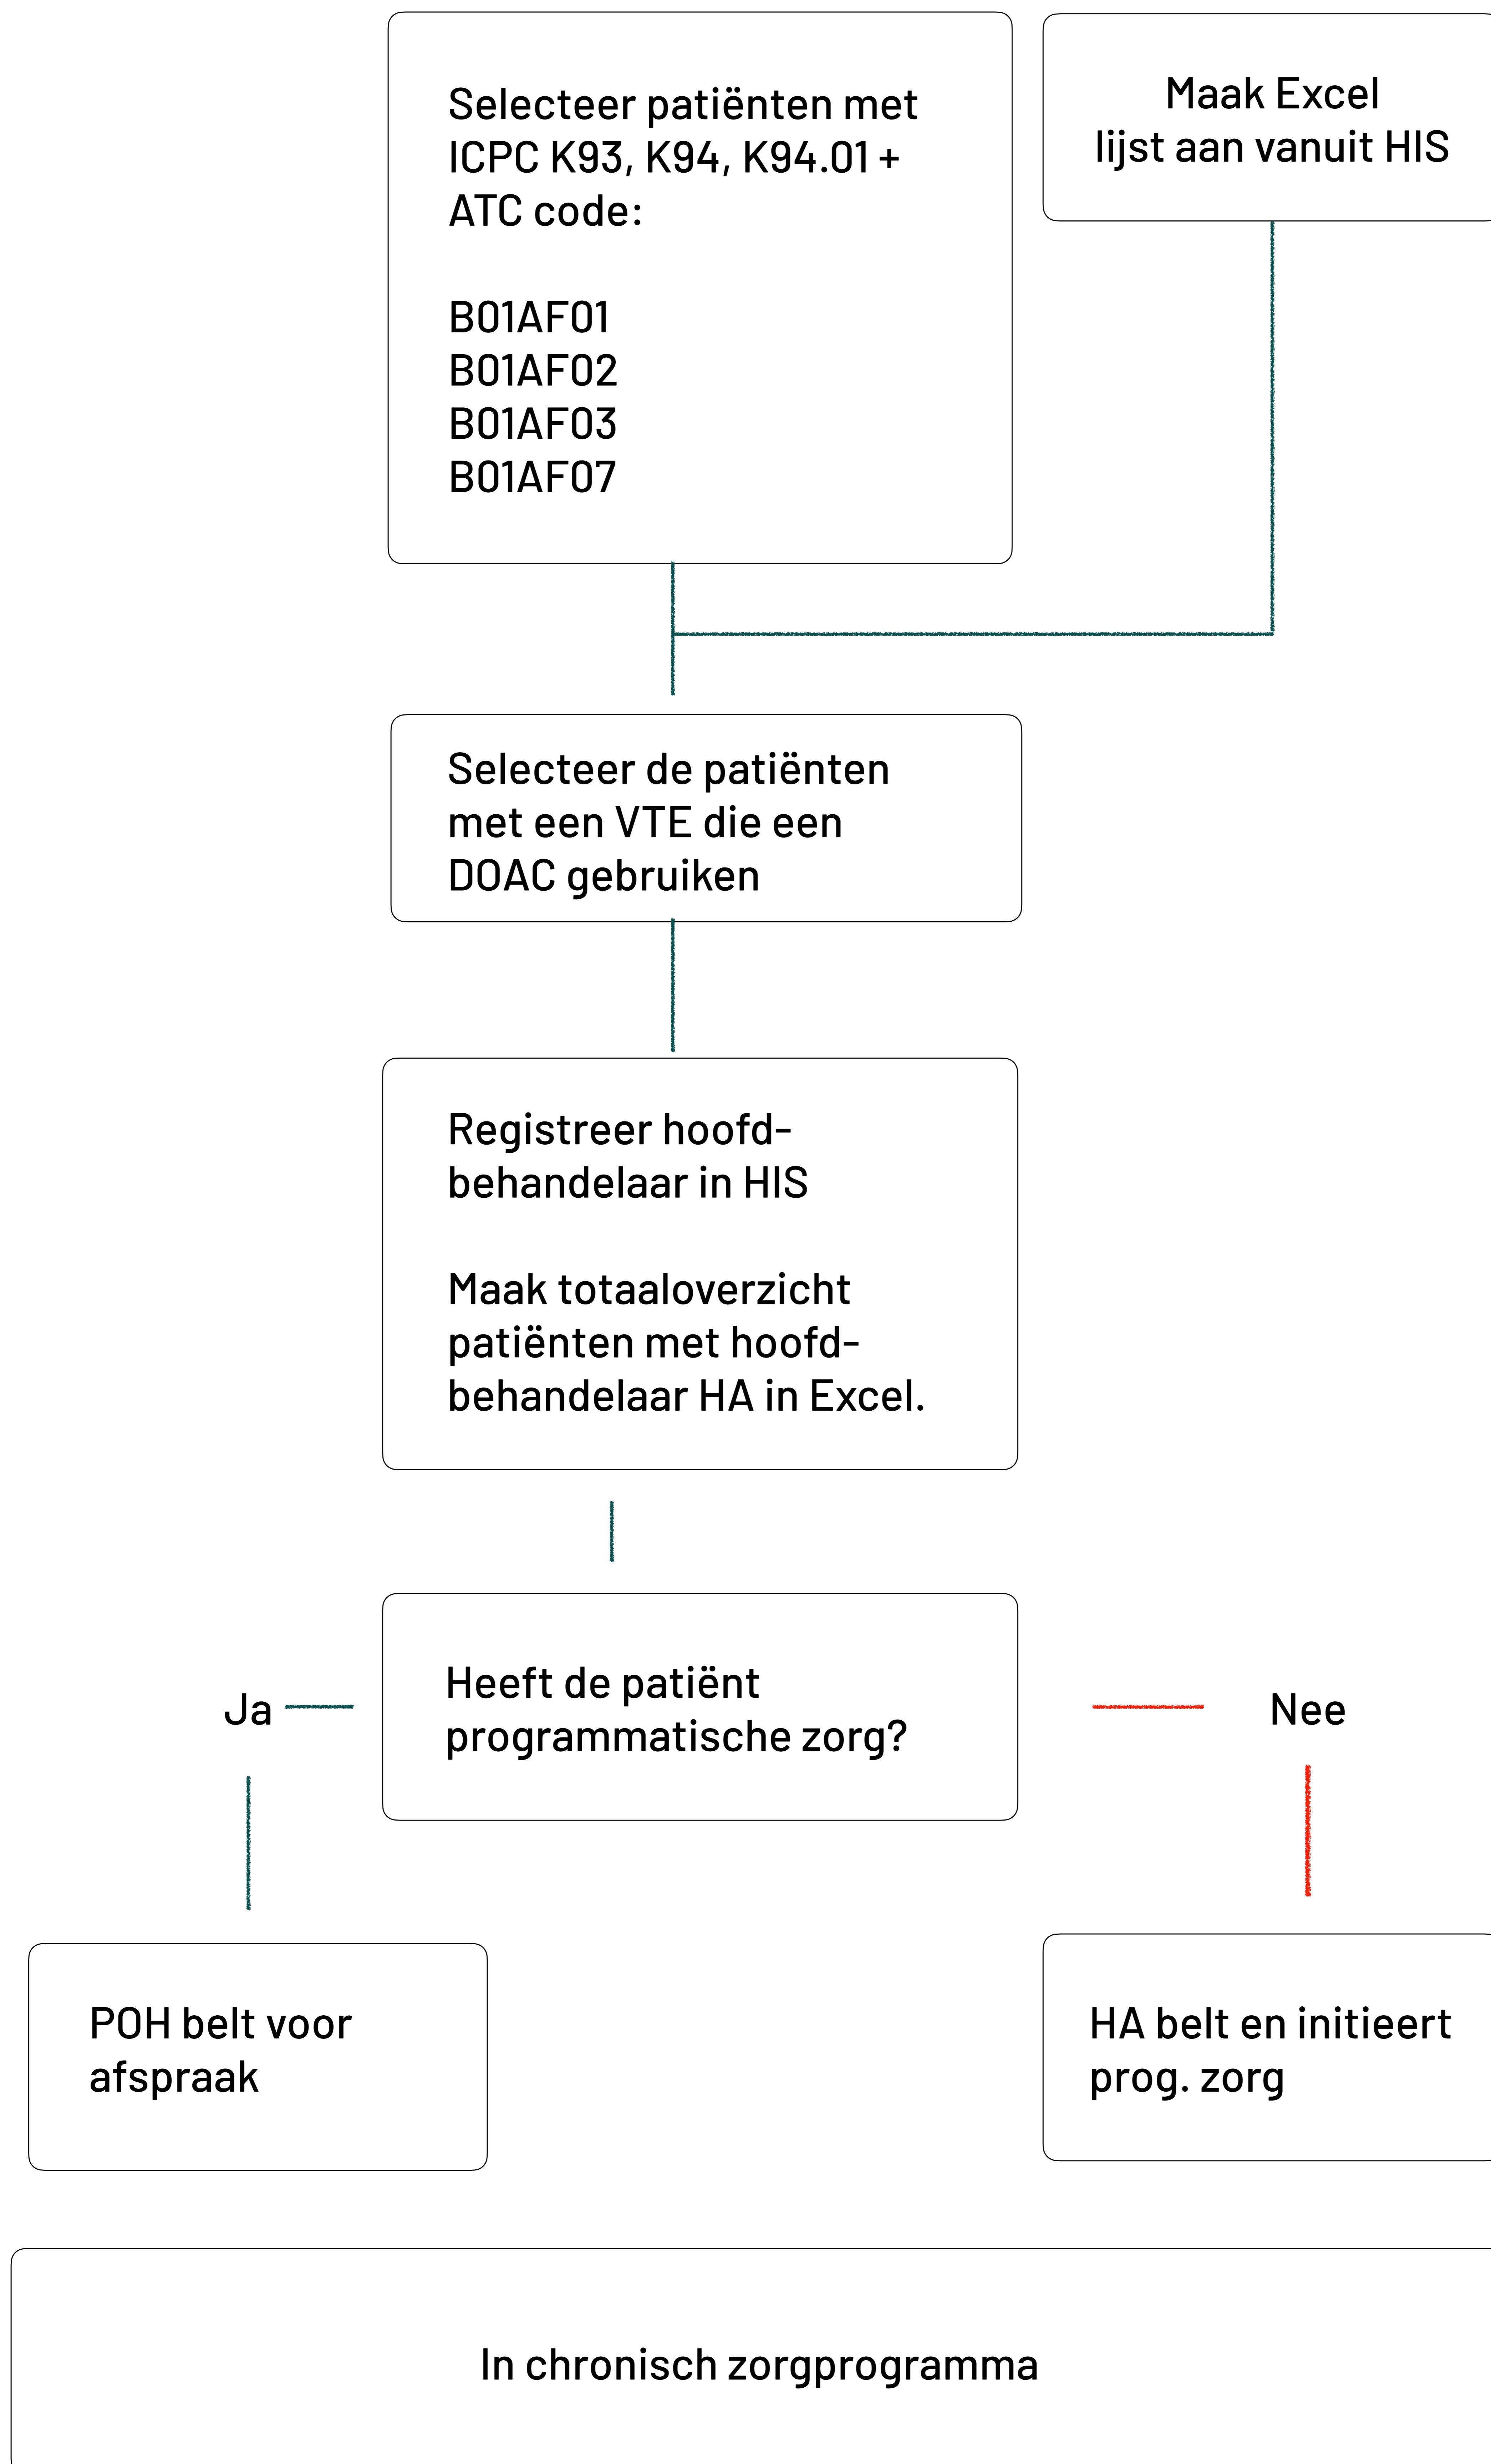 Selecteer patiënten met
ICPC K93, K94, K94.01 +
ATC code:
B01AF01
B01AF02
B01AF03
B01AF07
Maak Excel
lijst aan vanuit HIS
Selecteer de patiënten
met een VTE die een
DOAC gebruiken
Registreer hoofd-
behandelaar in HIS
Maak totaaloverzicht
patiënten met hoofd-
behandelaar HA in Excel.
Heeft de patiënt
programmatische zorg?
Ja
Nee
POH belt voor
afspraak
HA belt en initieert
prog. zorg
In chronisch zorgprogramma